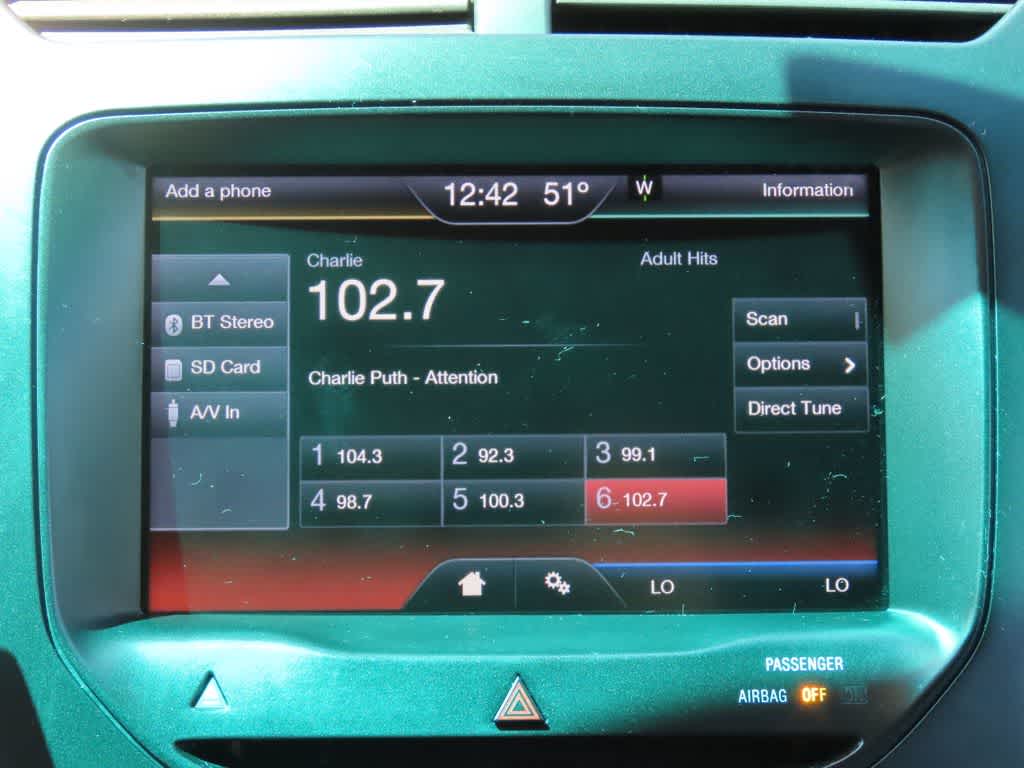 Add a phone 12:42 51° W Information
Charlie Adult Hits
102.7
BT Stereo
SD Card
A/V In
Charlie Puth - Attention
Scan
Options
Direct Tune
1 104.3 2 92.3 3 99.1
4 98.7 5 100.3 6 102.7
LO LO
PASSENGER
AIRBAG OFF ON